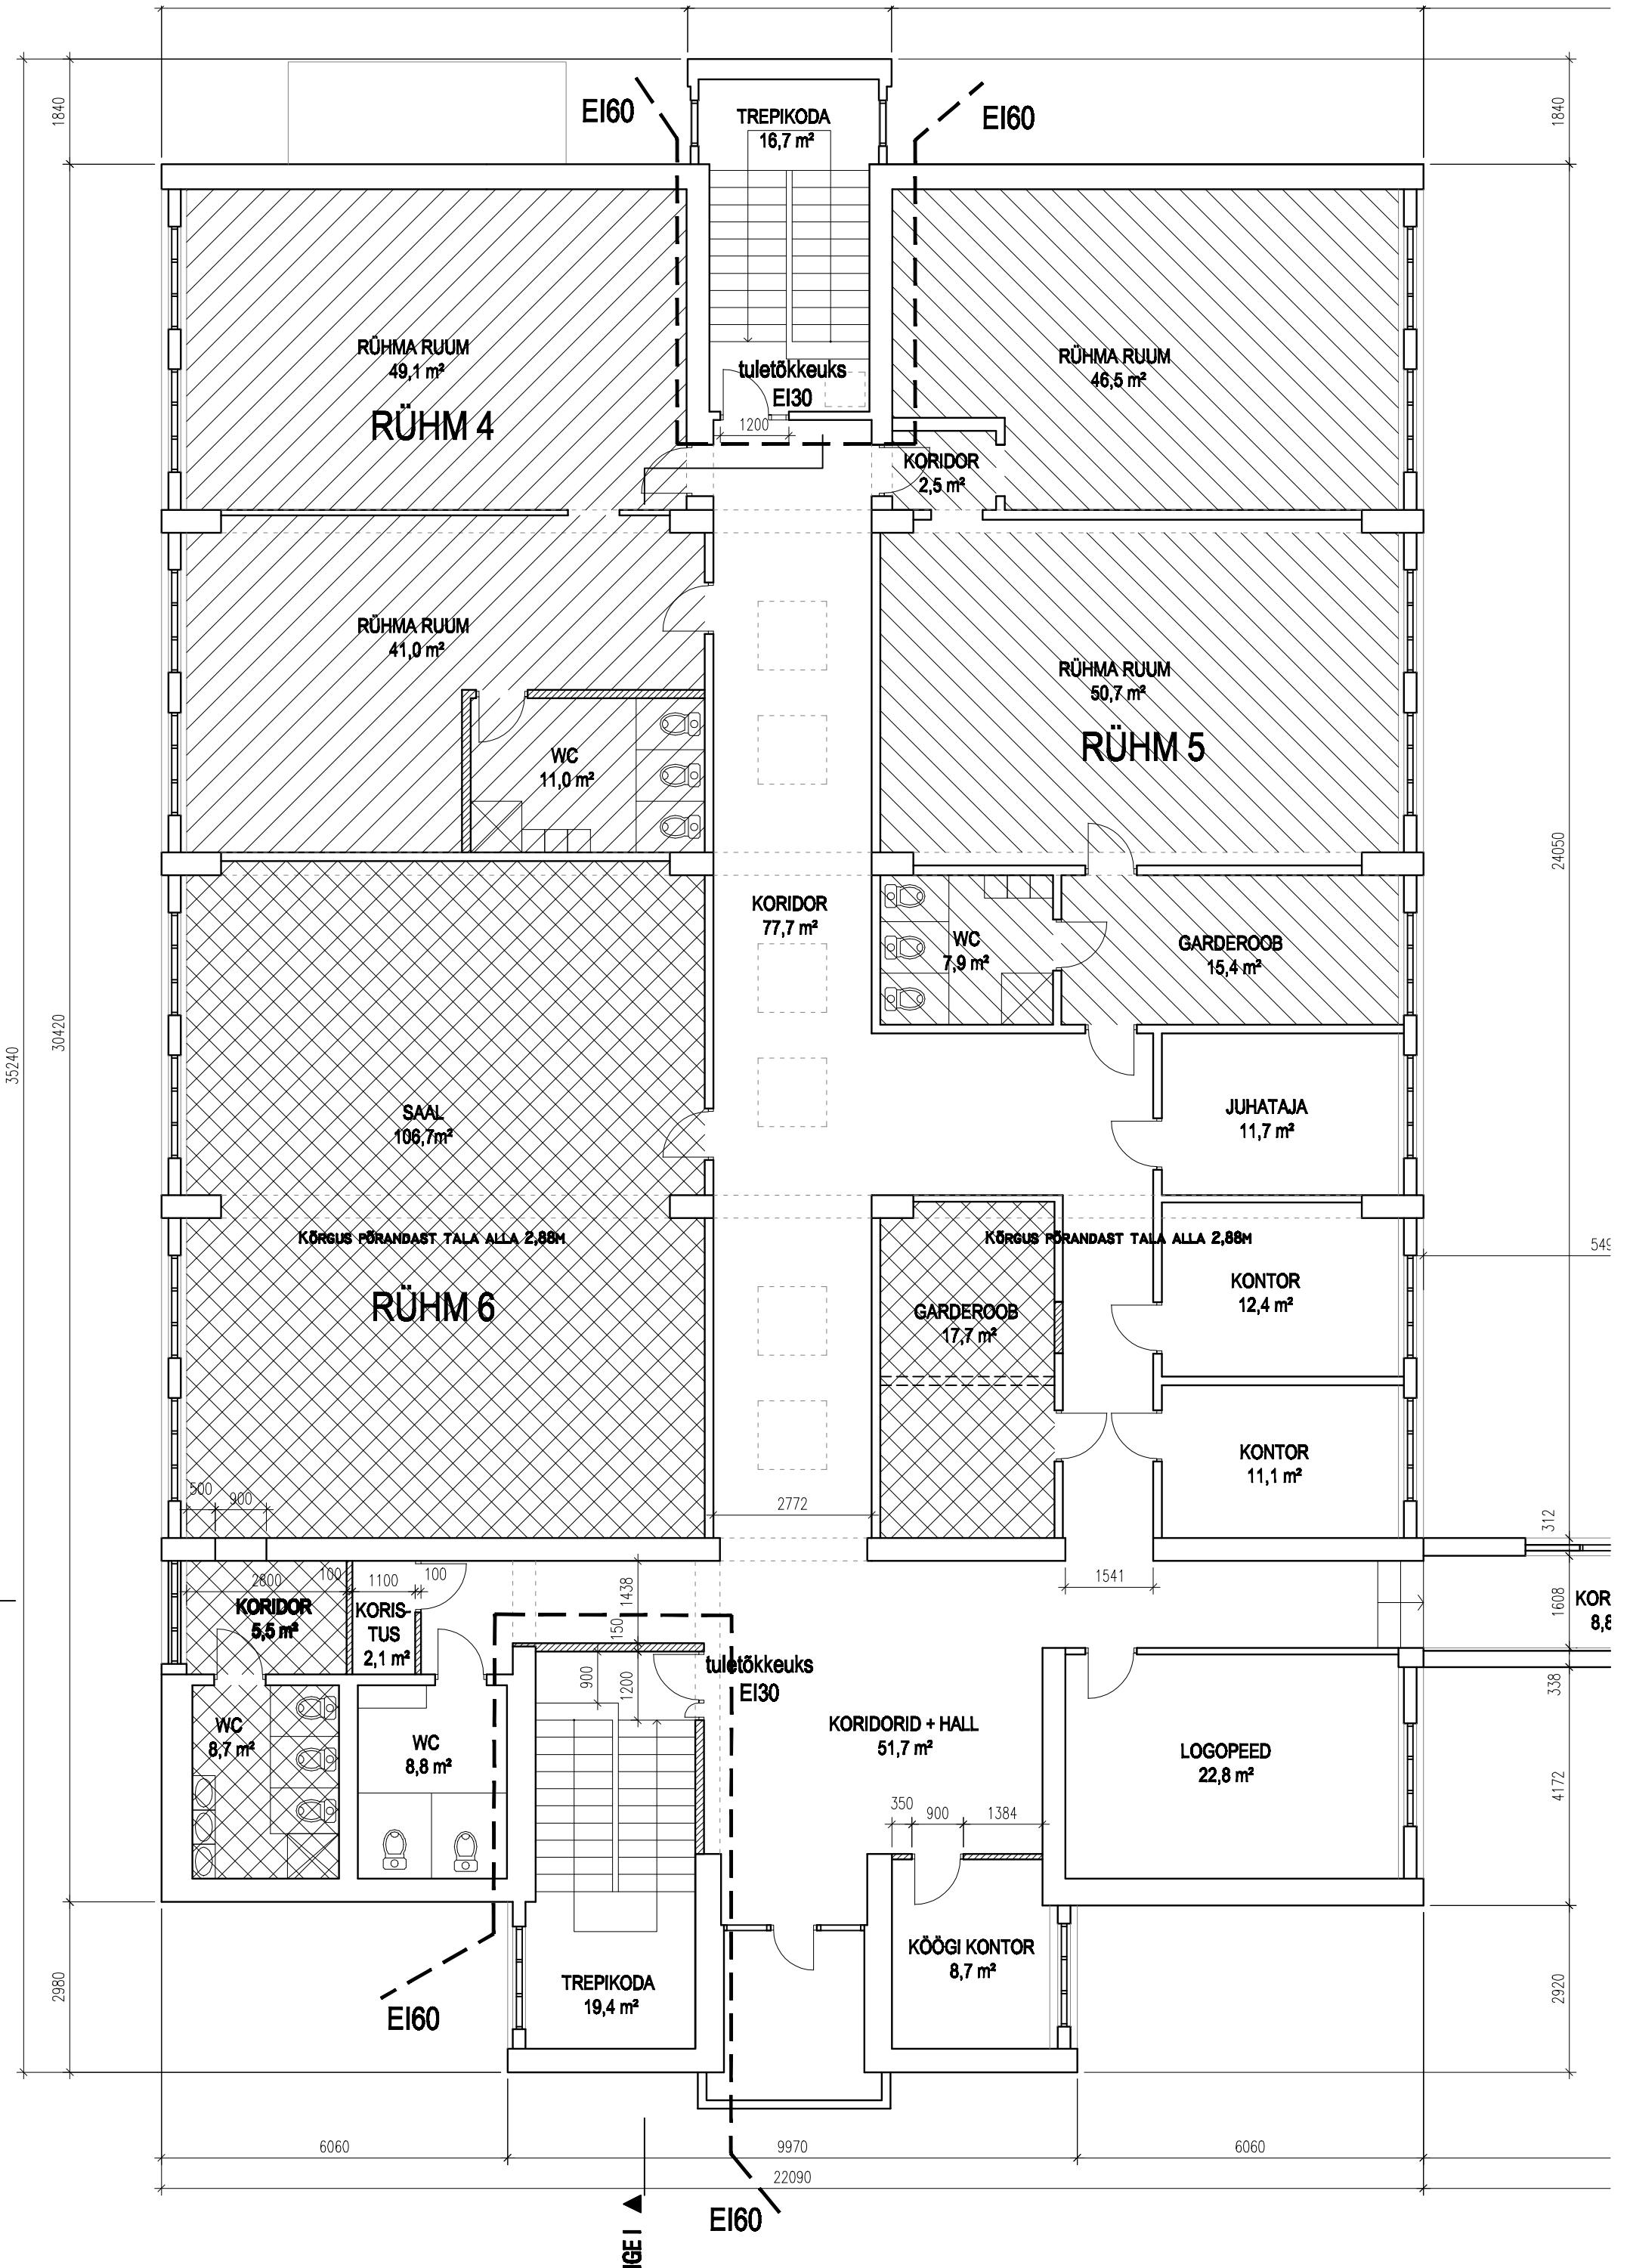 EI60
TREPIKODA
16,7 m²
EI60
1840
1840
RÜHMA RUUM
49,1 m²
RÜHM 4
tuletõkkeuks
EI30
1200
RÜHMA RUUM
46,5 m²
KORIDOR
2,5 m²
RÜHMA RUUM
41,0 m²
WC
11,0 m²
RÜHMA RUUM
50,7 m²
RÜHM 5
24050
KORIDOR
77,7 m²
WC
7,9 m²
GARDEROOB
15,4 m²
35240
30420
SAAL
106,7m²
JUHATAJA
11,7 m²
KÕRGUS PÕRANDAST TALA ALLA 2,88M
KÕRGUS PÕRANDAST TALA ALLA 2,88M
549
RÜHM 6
GARDEROOB
17,7 m²
KONTOR
12,4 m²
KONTOR
11,1 m²
500
900
2772
312
2800
100
1100
100
1438
150
1541
1608
KORIDOR
5,5 m²
KORIS-
TUS
2,1 m²
KOR
8,8
900
1200
tuletõkkeuks
EI30
338
WC
8,7 m²
WC
8,8 m²
KORIDORID + HALL
51,7 m²
LOGOPEED
22,8 m²
4172
350
900
1384
KÖÖGI KONTOR
8,7 m²
TREPIKODA
19,4 m²
2980
2920
EI60
6060
9970
6060
22090
EI60
IGE I